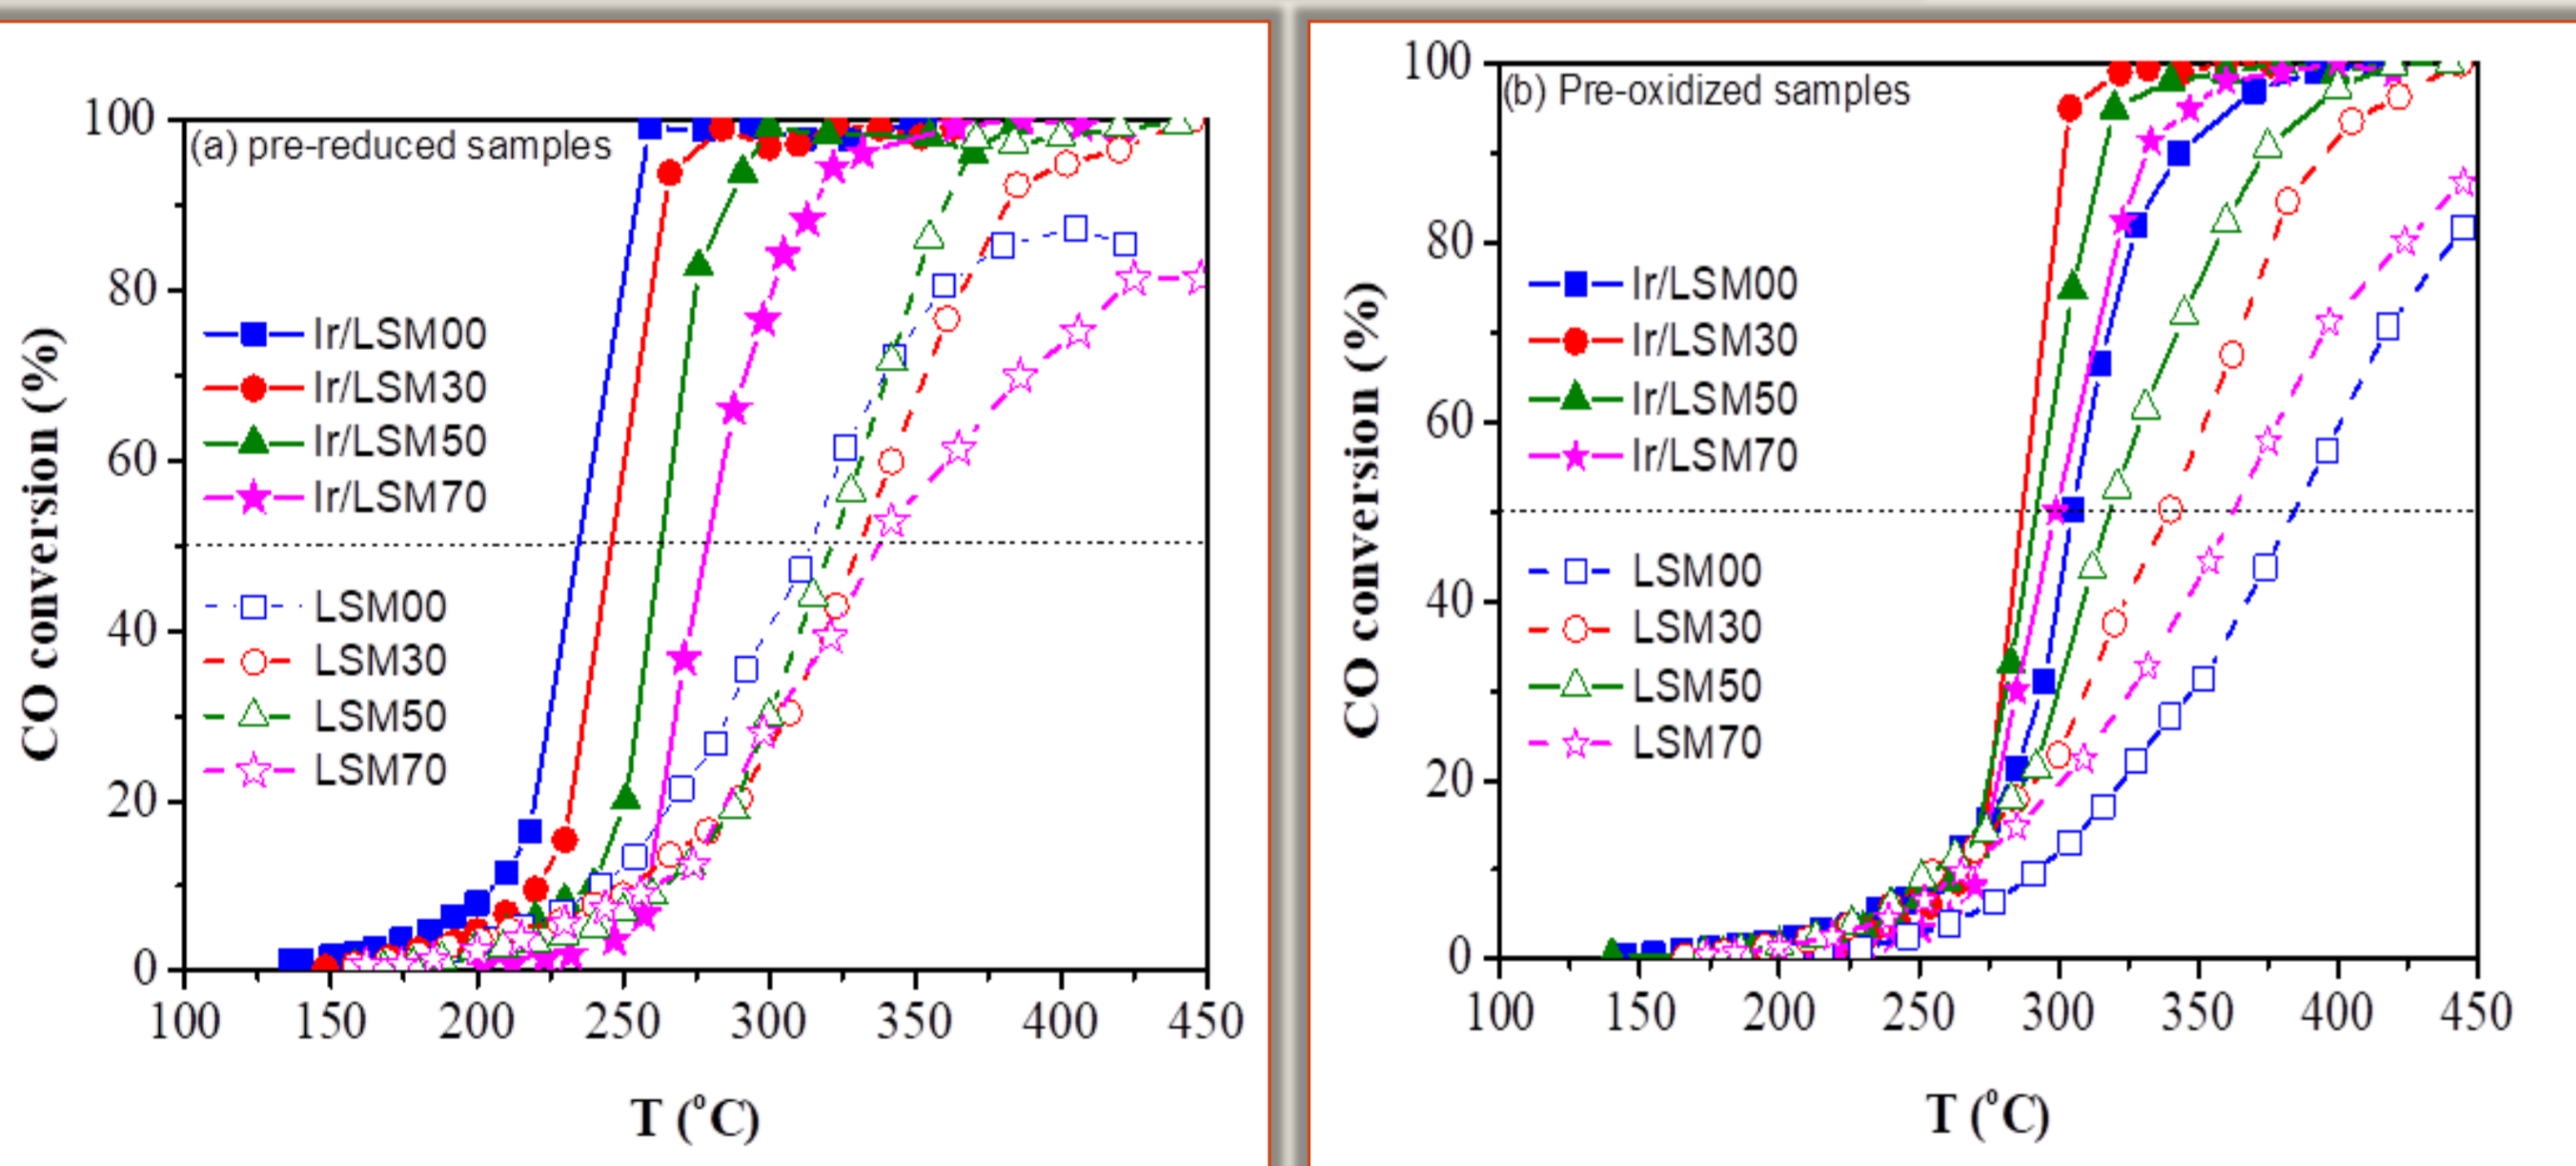 (a) pre-reduced samples
CO conversion (%)
100
80
60
40
20
0
Ir/LSM00
Ir/LSM30
Ir/LSM50
Ir/LSM70
LSM00
LSM30
LSM50
LSM70
100 150 200 250 300 350 400 450
T (°C)
(b) Pre-oxidized samples
CO conversion (%)
100
80
60
40
20
0
Ir/LSM00
Ir/LSM30
Ir/LSM50
Ir/LSM70
LSM00
LSM30
LSM50
LSM70
100 150 200 250 300 350 400 450
T (°C)